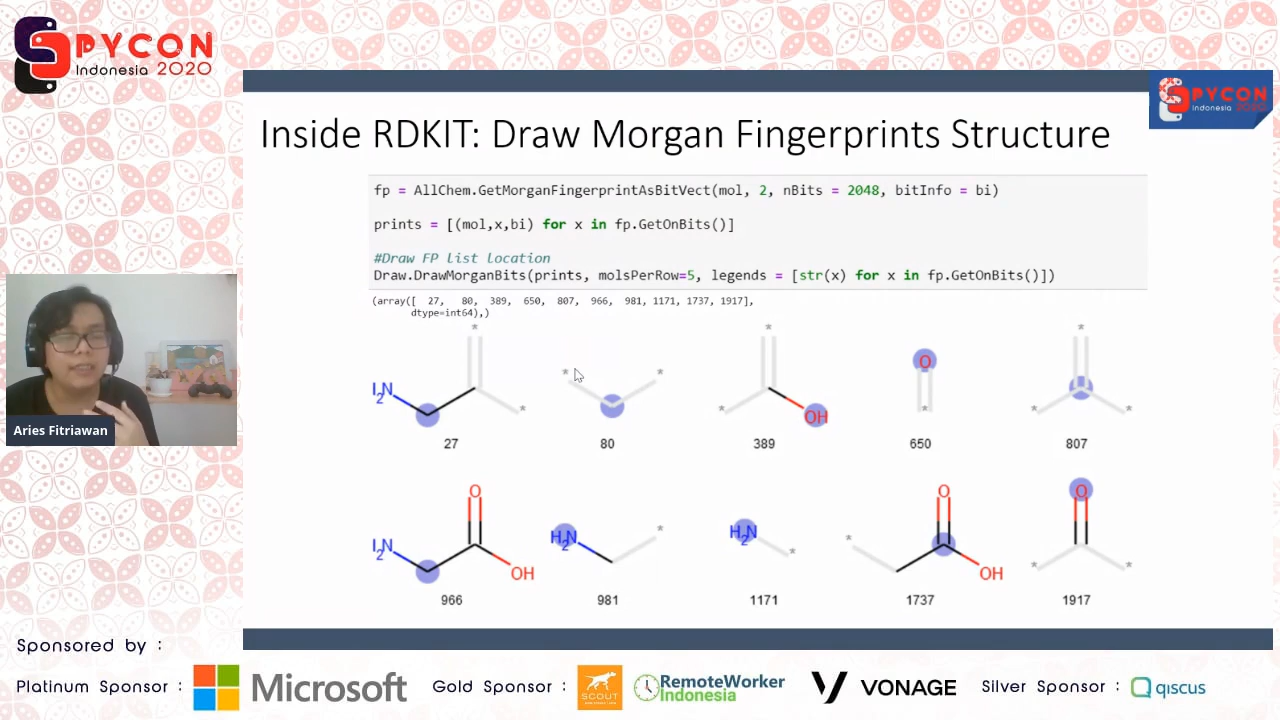 PYCON
Indonesia 2020
PYCON
Indonesia 2020
Inside RDKIT: Draw Morgan Fingerprints Structure
fp = AllChem.GetMorganFingerprintAsBitVect(mol, 2, nBits = 2048, bitInfo = bi)
prints = [(mol,x,bi) for x in fp.GetOnBits()]
#Draw FP list location
Draw.DrawMorganBits(prints, molsPerRow=5, legends = [str(x) for x in fp.GetOnBits()])
(array([ 27, 80, 389, 650, 807, 966, 981, 1171, 1737, 1917],
dtype=int64),)
* * * * *
O
I2N * * * * OH * * *
27 80 389 650 807
O O O
I2N OH H2N * H2N * * OH * *
966 981 1171 1737 1917
Aries Fitriawan
Sponsored by :
Platinum Sponsor : Microsoft Gold Sponsor : SCOUT RemoteWorker Indonesia VONAGE Silver Sponsor : qiscus